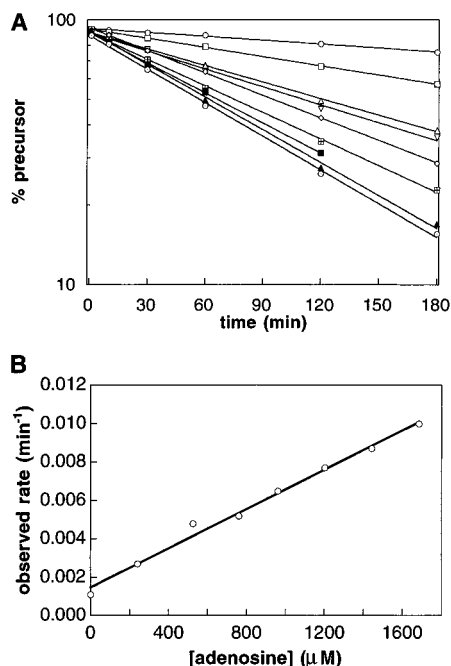 A
100
% precursor
10
0 30 60 90 120 150 180
time (min)
B
0.012
0.010
0.008
0.006
0.004
0.002
0.000
observed rate (min⁻¹)
0 400 800 1200 1600
[adenosine] (μM)